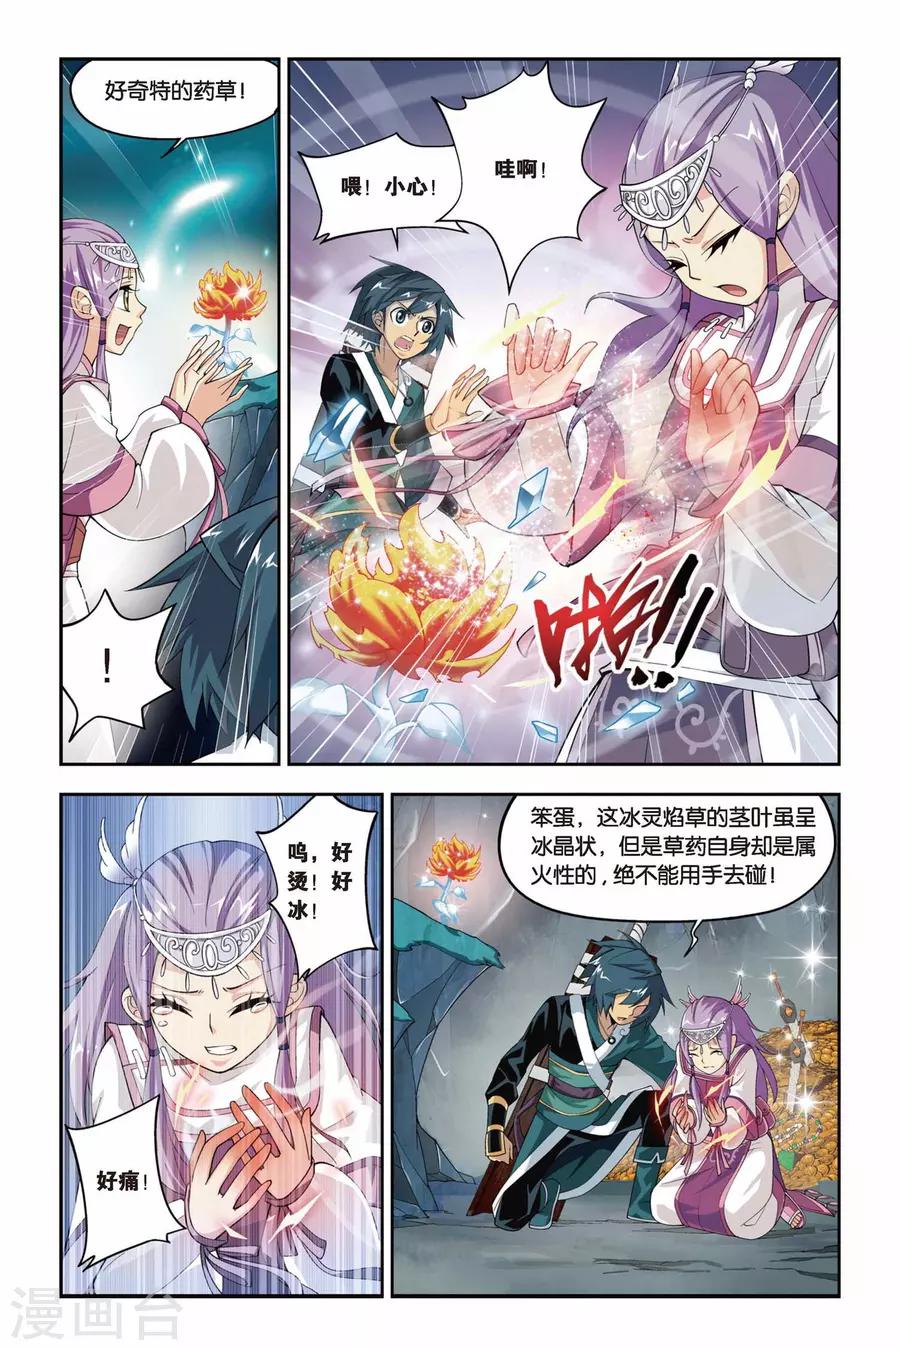 好奇特的药草！
！
喂！小心！
哇啊！
呜，好
烫！好
冰！
好痛！
笨蛋，这冰灵焰草的茎叶虽呈
冰晶状，但是草药自身却是属
火性的，绝不能用手去碰！
漫画台